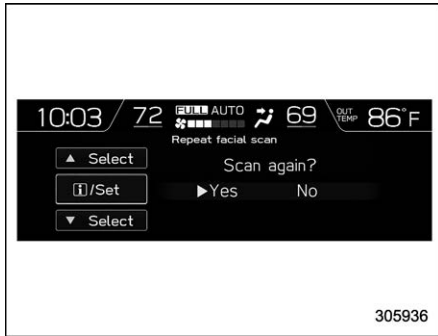 10:03 72 FULL AUTO 69 OUT TEMP 86°F
Repeat facial scan
▲ Select
Scan again?
i/Set
▶Yes No
▼ Select
305936